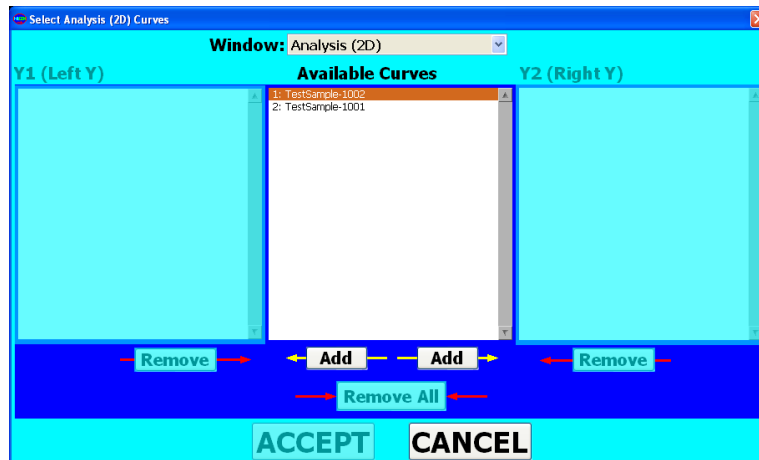 Select Analysis (2D) Curves
Window: Analysis (2D)
Y1 (Left Y)
Available Curves
Y2 (Right Y)
1: TestSample-1002
2: TestSample-1001
Remove
Add
Add
Remove
Remove All
ACCEPT
CANCEL